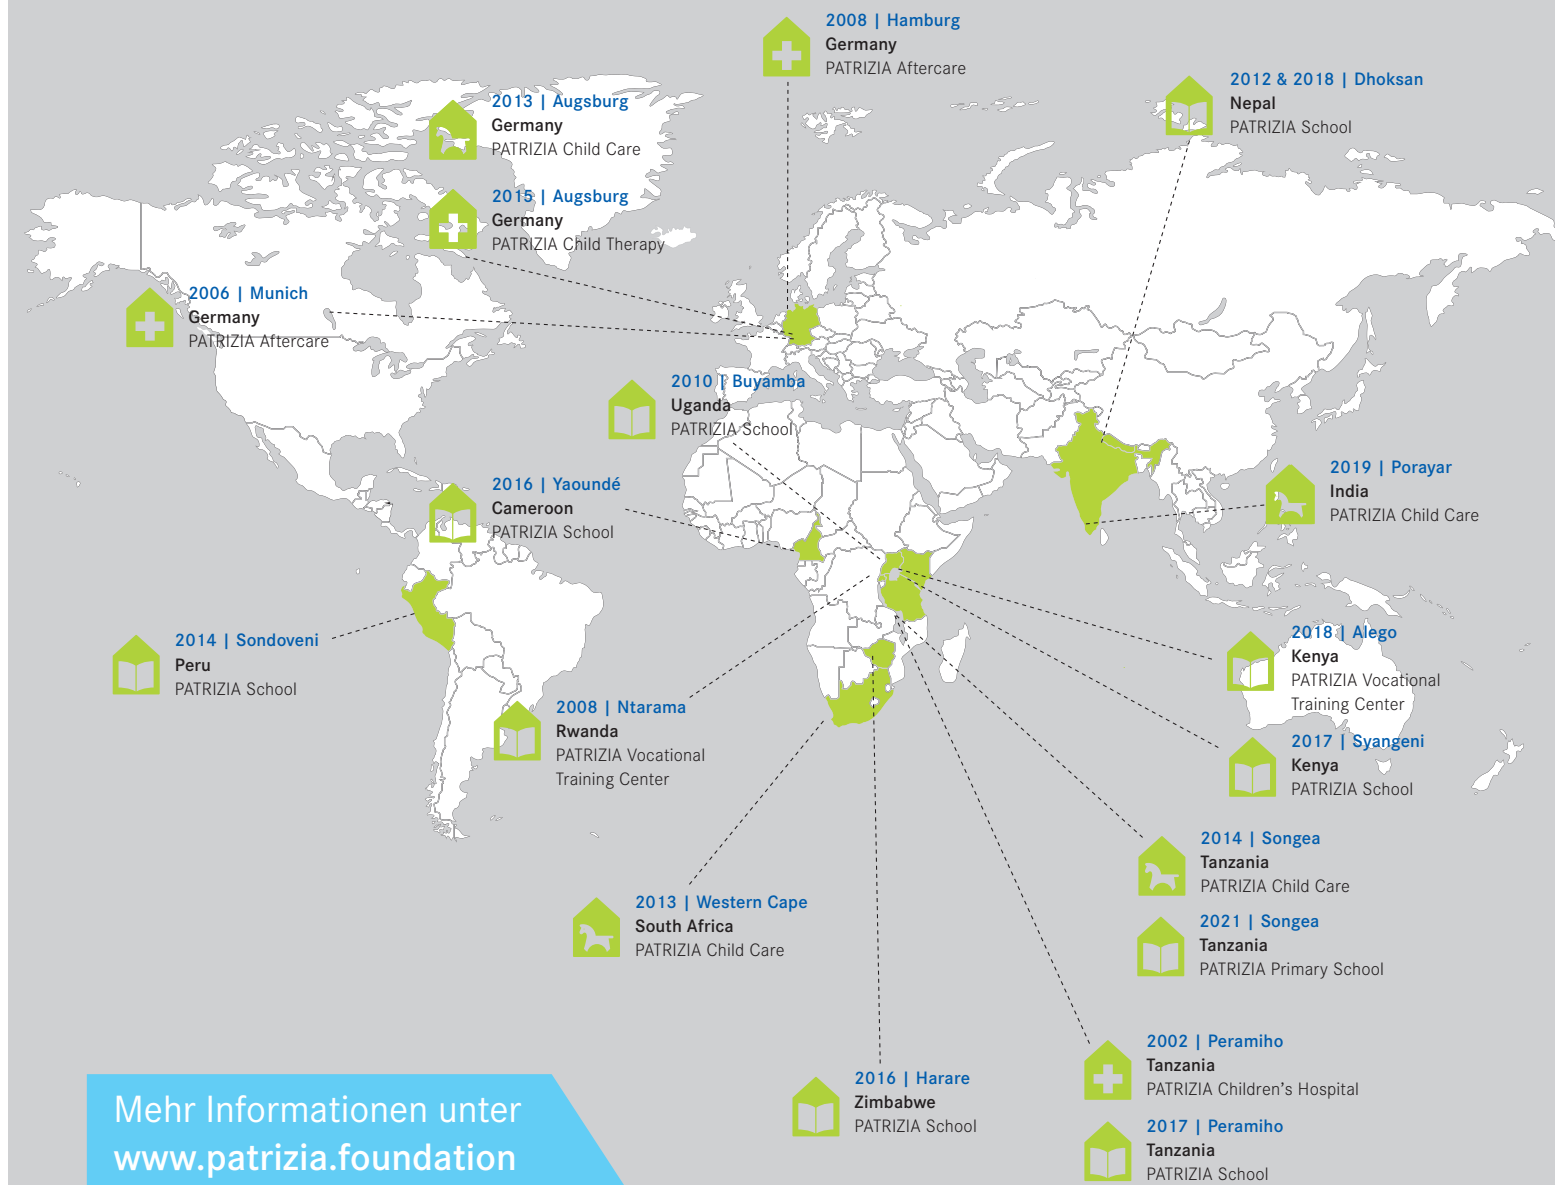 2008 | Hamburg
Germany
PATRIZIA Aftercare
2012 & 2018 | Dhoksan
Nepal
PATRIZIA School
2013 | Augsburg
Germany
PATRIZIA Child Care
2015 | Augsburg
Germany
PATRIZIA Child Therapy
2006 | Munich
Germany
PATRIZIA Aftercare
2010 | Buyamba
Uganda
PATRIZIA School
2019 | Porayar
India
PATRIZIA Child Care
2016 | Yaoundé
Cameroon
PATRIZIA School
2014 | Sondoveni
Peru
PATRIZIA School
2018 | Alego
Kenya
PATRIZIA Vocational
Training Center
2008 | Ntarama
Rwanda
PATRIZIA Vocational
Training Center
2017 | Syangeni
Kenya
PATRIZIA School
2014 | Songea
Tanzania
PATRIZIA Child Care
2013 | Western Cape
South Africa
PATRIZIA Child Care
2021 | Songea
Tanzania
PATRIZIA Primary School
2002 | Peramiho
Tanzania
PATRIZIA Children’s Hospital
2016 | Harare
Zimbabwe
PATRIZIA School
2017 | Peramiho
Tanzania
PATRIZIA School
Mehr Informationen unter
www.patrizia.foundation